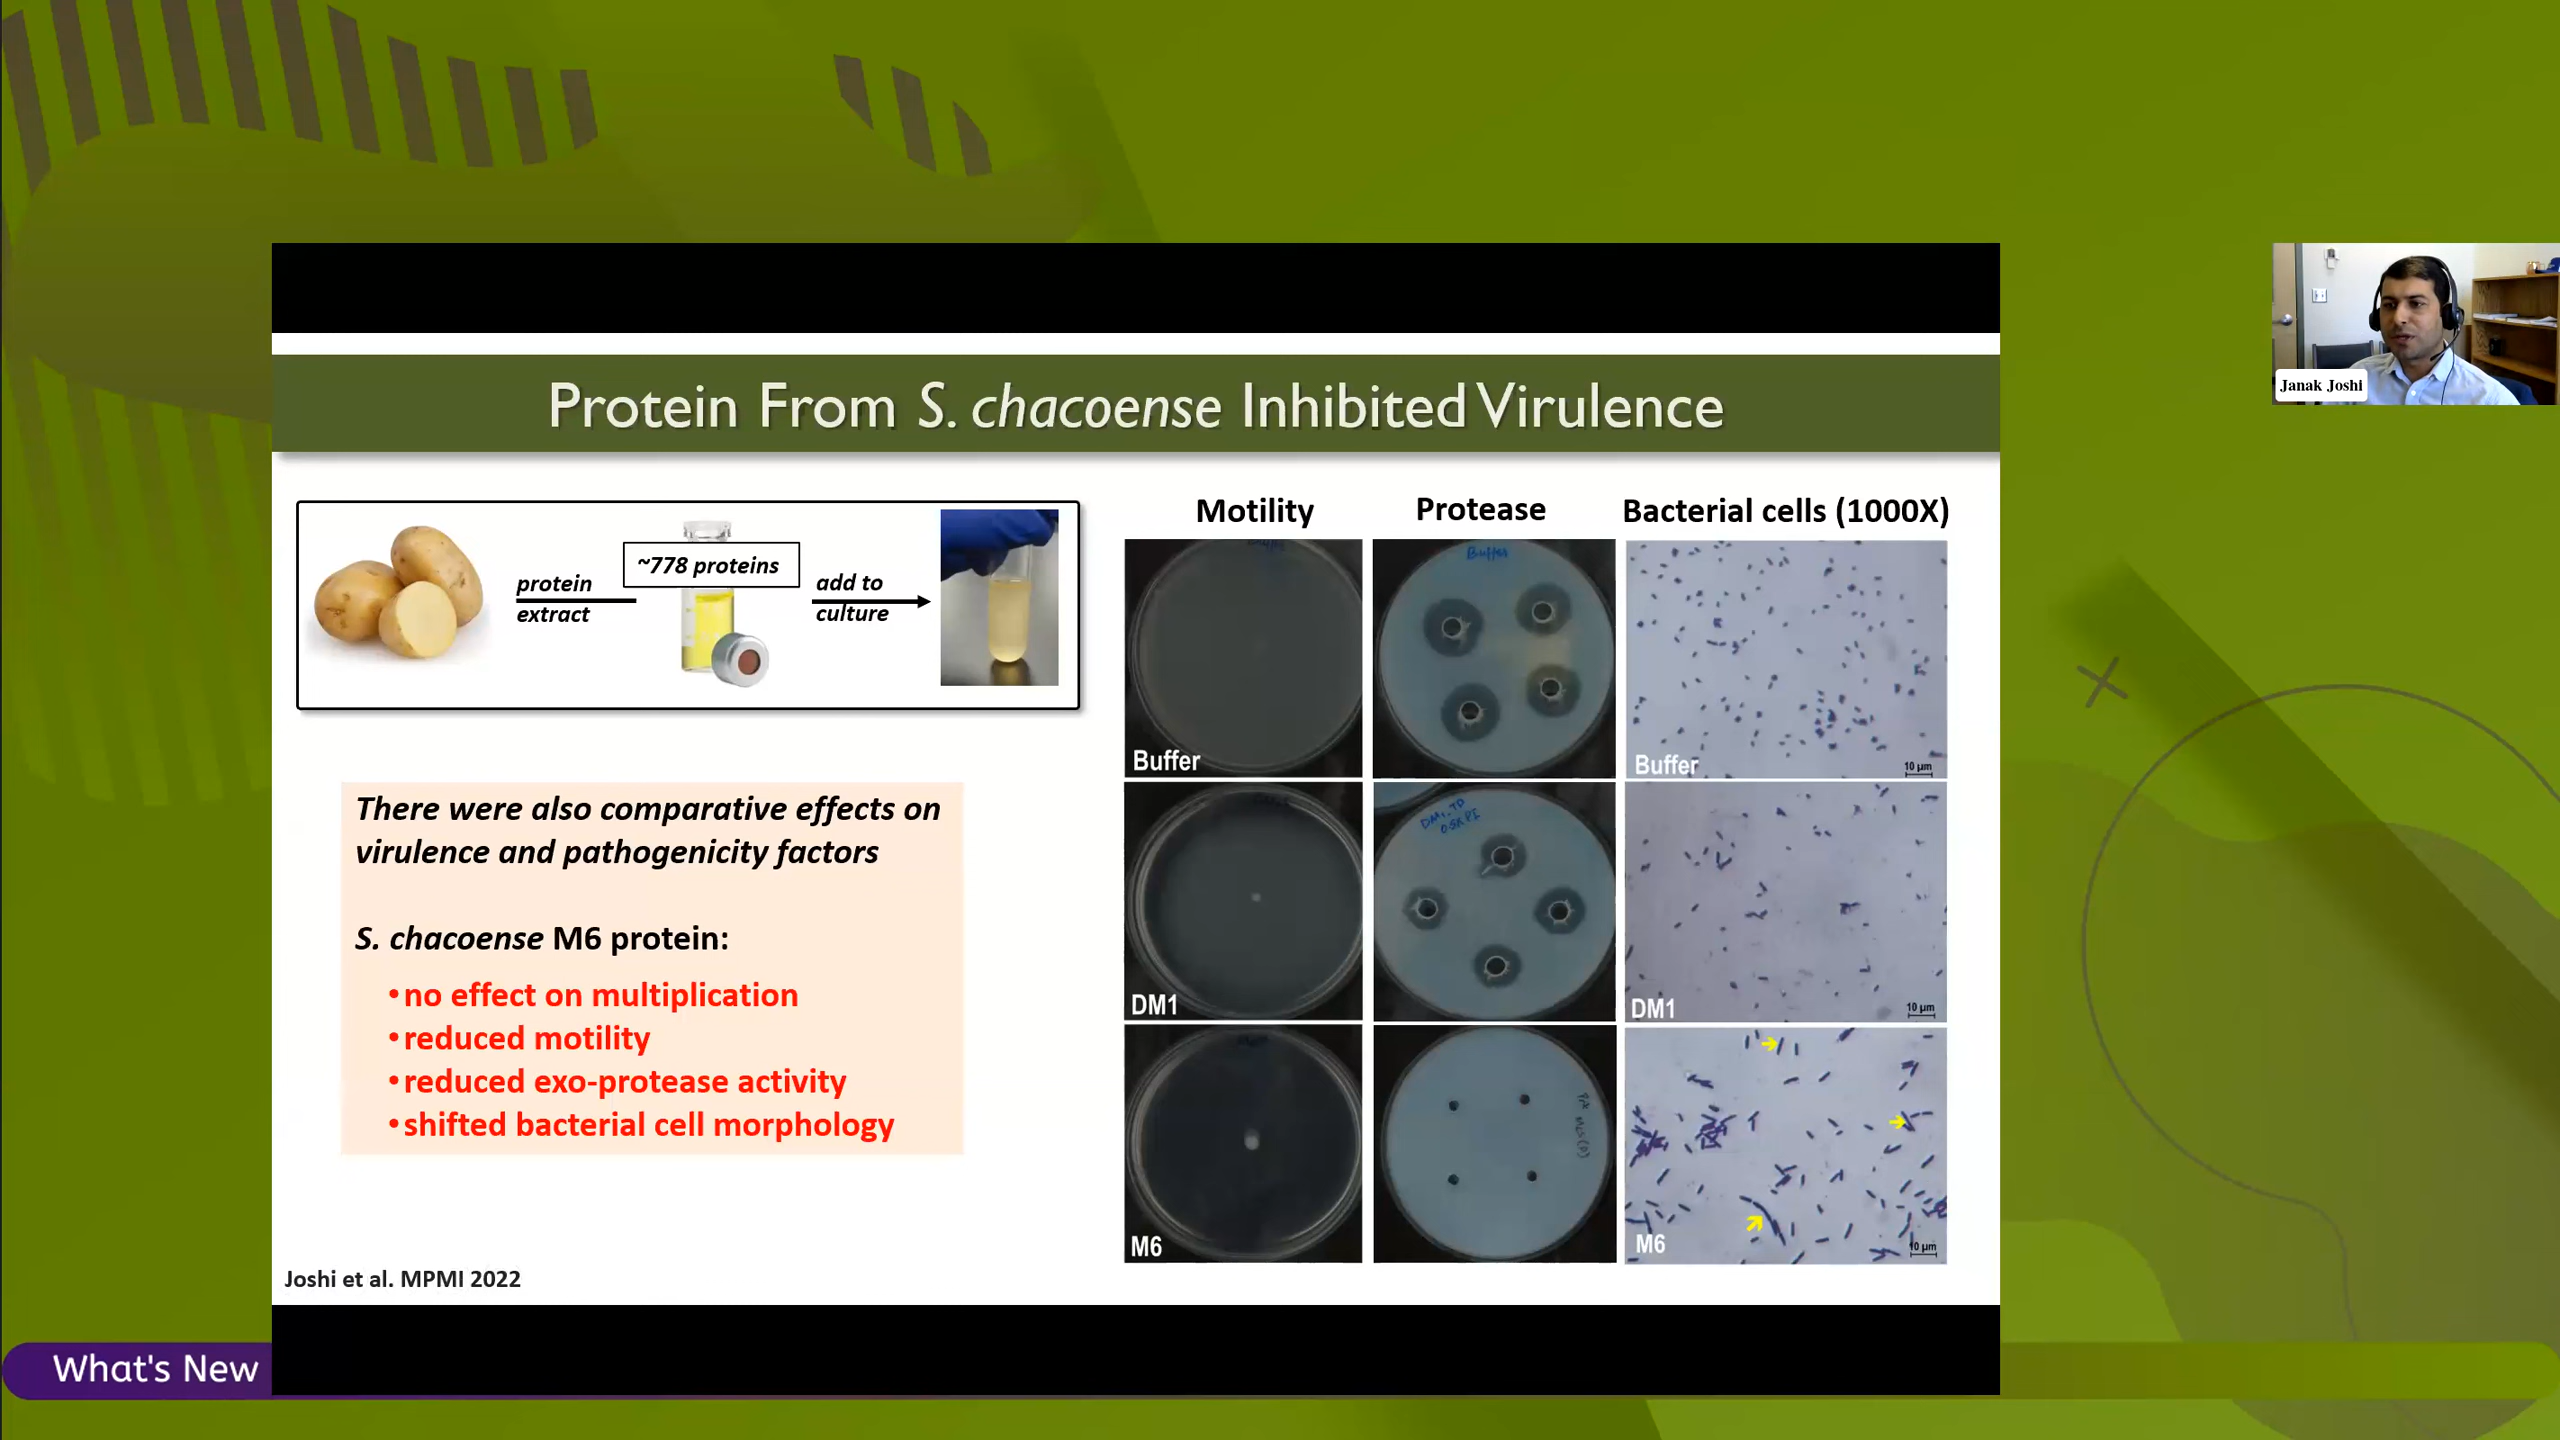 Protein From S. chacoense Inhibited Virulence
Janak Joshi
protein
extract
~778 proteins
add to
culture
There were also comparative effects on
virulence and pathogenicity factors
S. chacoense M6 protein:
•no effect on multiplication
•reduced motility
•reduced exo-protease activity
•shifted bacterial cell morphology
Motility
Protease
Bacterial cells (1000X)
Buffer
Buffer
Buffer
10 µm
DM1
DM1
10 µm
M6
M6
10 µm
Joshi et al. MPMI 2022
What's New